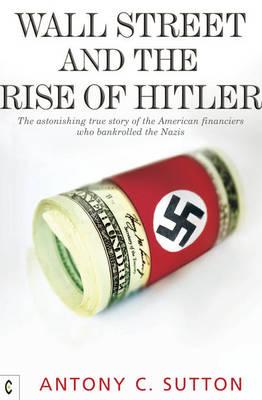 WALL STREET
AND THE
RISE OF HITLER
The astonishing true story of the American financiers
who bankrolled the Nazis
HUNDRE
C
ANTONY C. SUTTON